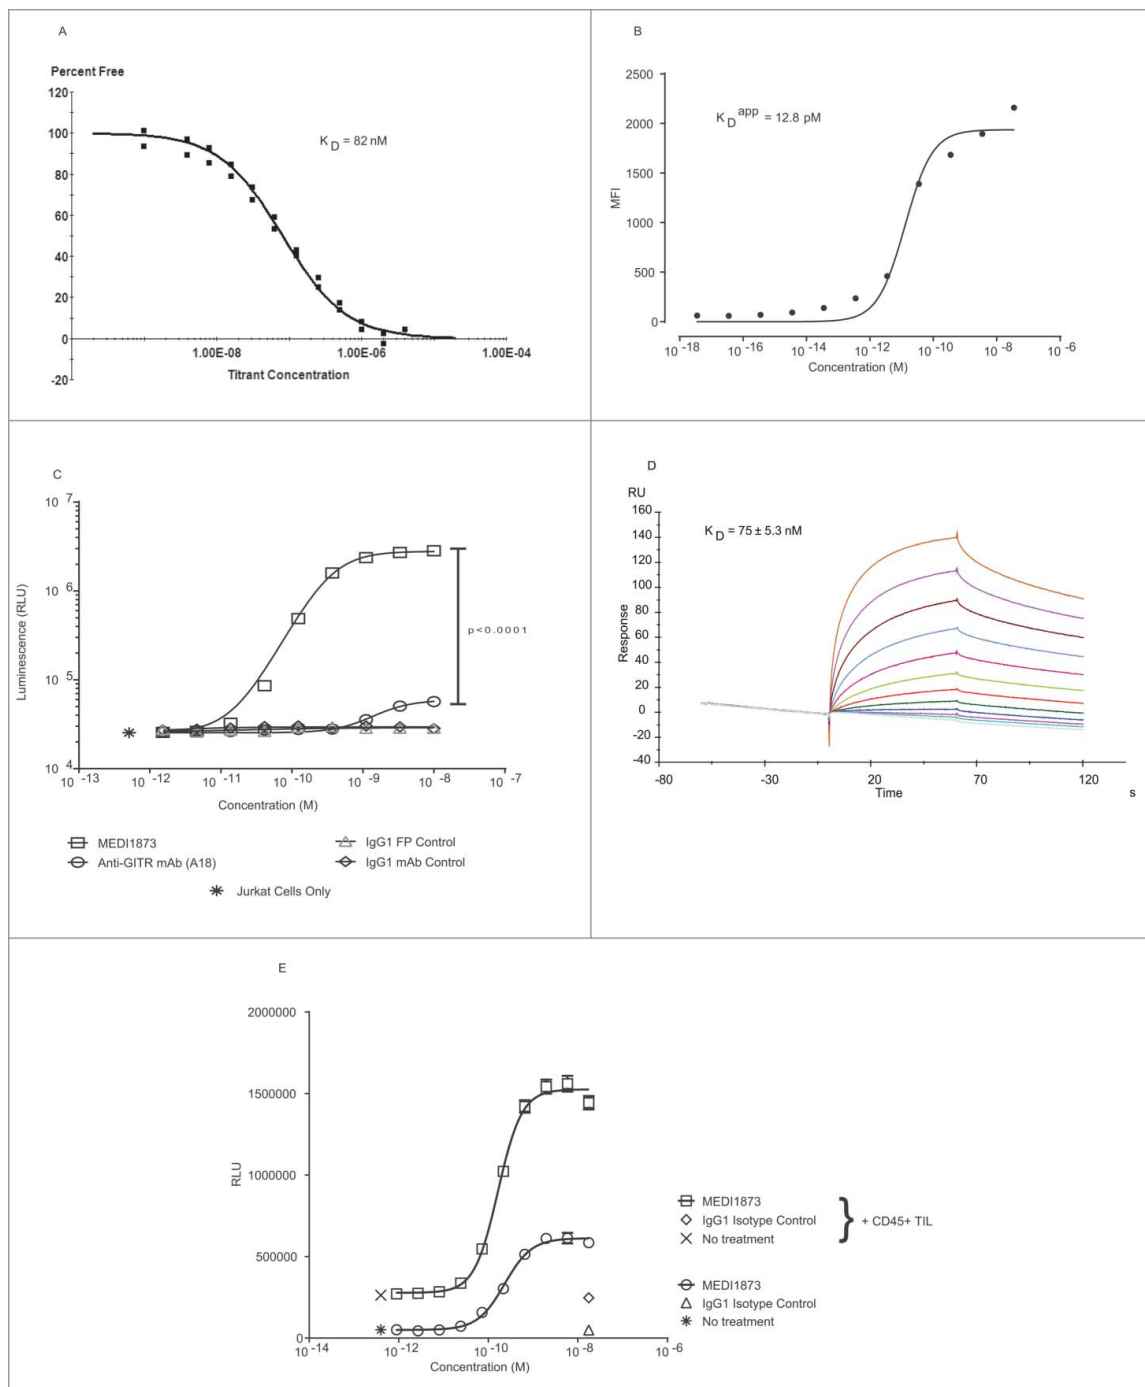 A
Percent Free
120
100
80
60
40
20
0
-20
K D = 82 nM
1.00E-08
1.00E-06
1.00E-04
Titrant Concentration
B
2500
2000
1500
1000
500
0
MFI
K D app = 12.8 pM
10 -18
10 -16
10 -14
10 -12
10 -10
10 -8
10 -6
Concentration (M)
C
10 7
10 6
10 5
10 4
Luminescence (RLU)
p<0.0001
10 -13
10 -12
10 -11
10 -10
10 -9
10 -8
10 -7
Concentration (M)
MEDI1873
IgG1 FP Control
Anti-GITR mAb (A18)
IgG1 mAb Control
Jurkat Cells Only
D
RU
160
140
120
100
80
60
40
20
0
-20
-40
Response
K D = 75 ± 5.3 nM
-80
-30
20
70
120
Time
s
E
2000000
1500000
1000000
500000
0
RLU
10 -14
10 -12
10 -10
10 -8
10 -6
Concentration (M)
MEDI1873
IgG1 Isotype Control
No treatment
} + CD45+ TIL
MEDI1873
IgG1 Isotype Control
No treatment